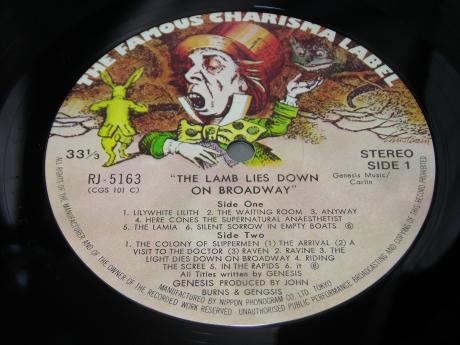 THE FAMOUS CHARISMA LABEL
33 1/3
STEREO
SIDE 1
RJ-5163
(CGS 101 C)
"THE LAMB LIES DOWN
ON BROADWAY"
Genesis Music/
Carlin
Side One
1. LILYWHITE LILITH 2. THE WAITING ROOM 3. ANYWAY
4. HERE CONES THE SUPERNATUAL ANAESTHETIST
5. THE LAMIA 6. SILENT SORROW IN EMPTY BOATS Ⓖ
Side Two
1. THE COLONY OF SLIPPERMEN (1) THE ARRIVAL (2) A
VISIT TO THE DOCTOR (3) RAVEN 2. RAVINE 3. THE
LIGHT DIES DOWN ON BROADWAY 4. RIDING
THE SCREE 5. IN THE RAPIDS 6. it Ⓖ
All Titles written by GENESIS
GENESIS PRODUCED BY JOHN
BURNS & GENGSIS
MANUFACTURED BY NIPPON PHONOGRAM CO. LTD. TOKYO
ALL RIGHTS OF THE MANUFACTURER AND OF THE OWNER OF THE RECORDED WORK RESERVED - UNAUTHORISED PUBLIC PERFORMANCE, BROADCASTING AND COPYING OF THIS RECORD PROHIBITED